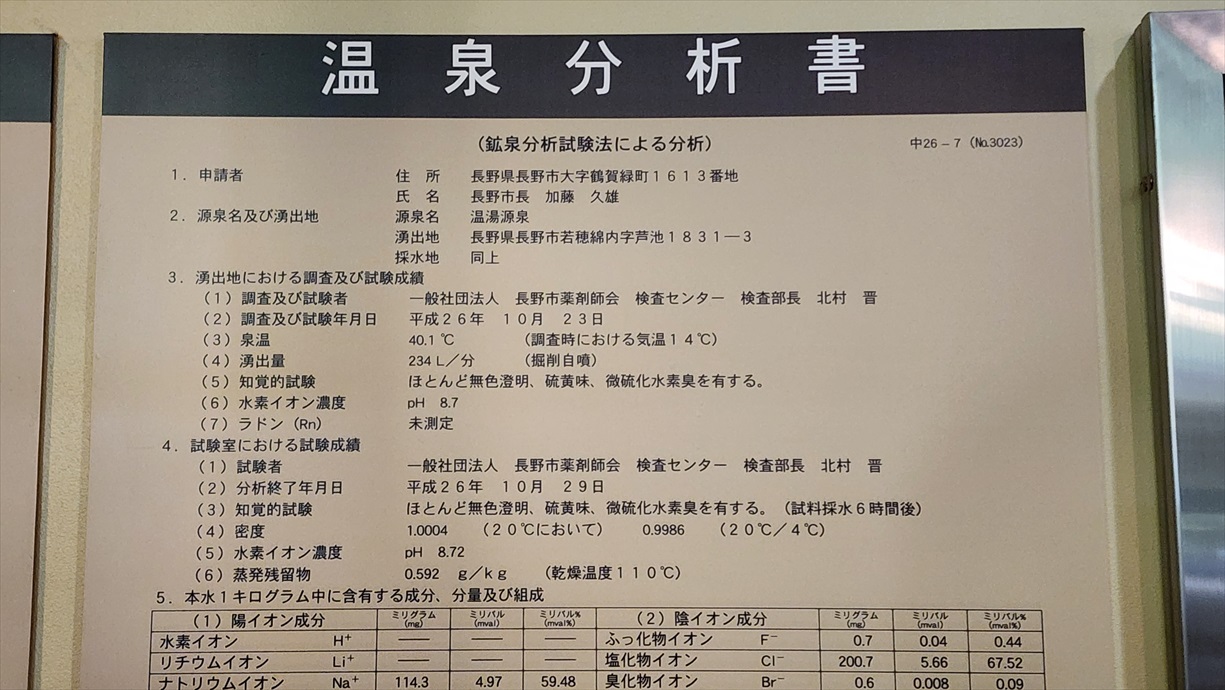 温泉分析書
(鉱泉分析試験法による分析)
中26－7 (№3023)
1. 申請者 住所 長野県長野市大字鶴賀緑町1613番地
氏名 長野市長 加藤 久雄
2. 源泉名及び湧出地 源泉名 温湯源泉
湧出地 長野県長野市若穂綿内字芦池1831―3
採水地 同上
3. 湧出地における調査及び試験成績
(1) 調査及び試験者 一般社団法人 長野市薬剤師会 検査センター 検査部長 北村 晋
(2) 調査及び試験年月日 平成26年 10月 23日
(3) 泉温 40.1℃ (調査時における気温14℃)
(4) 湧出量 234 L／分 (掘削自噴)
(5) 知覚的試験 ほとんど無色澄明、硫黄味、微硫化水素臭を有する。
(6) 水素イオン濃度 pH 8.7
(7) ラドン (Rn) 未測定
4. 試験室における試験成績
(1) 試験者 一般社団法人 長野市薬剤師会 検査センター 検査部長 北村 晋
(2) 分析終了年月日 平成26年 10月 29日
(3) 知覚的試験 ほとんど無色澄明、硫黄味、微硫化水素臭を有する。(試料採水6時間後)
(4) 密度 1.0004 (20℃において) 0.9986 (20℃／4℃)
(5) 水素イオン濃度 pH 8.72
(6) 蒸発残留物 0.592 g／kg (乾燥温度110℃)
5. 本水1キログラム中に含有する成分、分量及び組成
(1) 陽イオン成分 ミリグラム(mg) ミリバル(mval) ミリバル%(mval%) (2) 陰イオン成分 ミリグラム(mg) ミリバル(mval) ミリバル%(mval%)
水素イオン H⁺ ―― ―― ―― ふっ化物イオン F⁻ 0.7 0.04 0.44
リチウムイオン Li⁺ ―― ―― ―― 塩化物イオン Cl⁻ 200.7 5.66 67.52
ナトリウムイオン Na⁺ 114.3 4.97 59.48 臭化物イオン Br⁻ 0.6 0.008 0.09